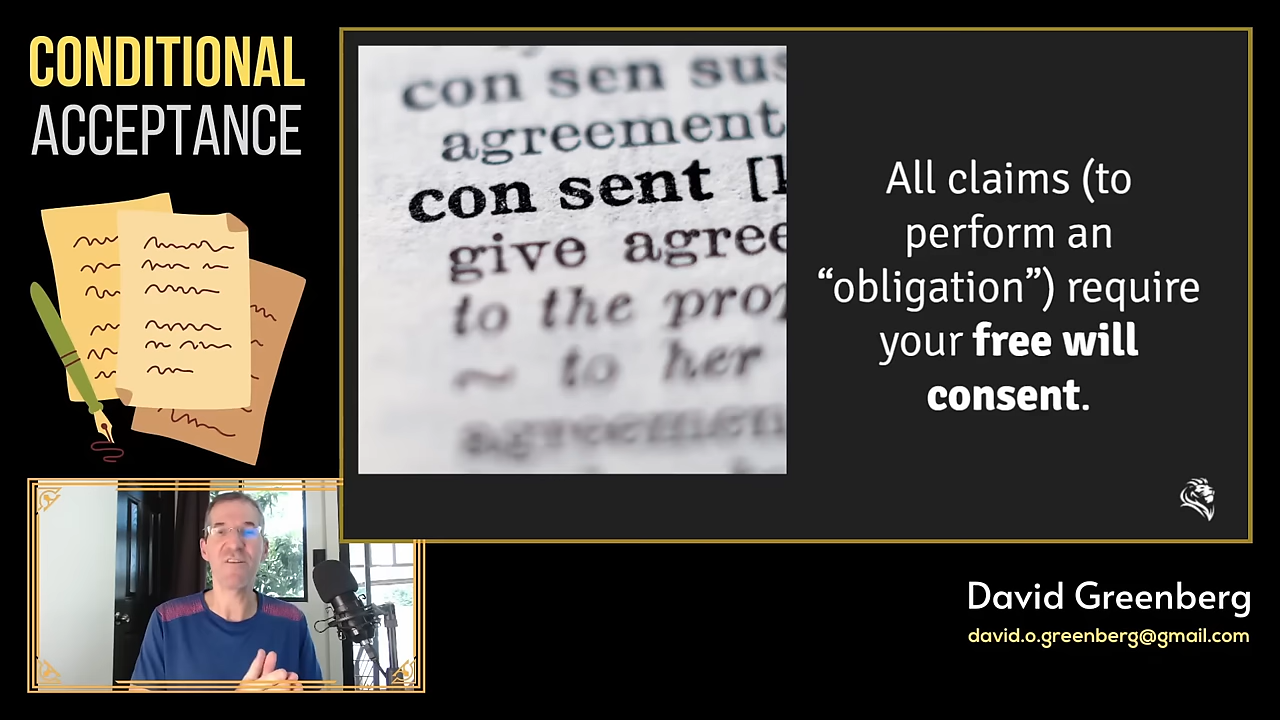 CONDITIONAL
ACCEPTANCE
con sen sus
agreement
con sent [
give agree
to the pro
~ to her
agreemen
All claims (to
perform an
“obligation”) require
your free will
consent.
David Greenberg
david.o.greenberg@gmail.com